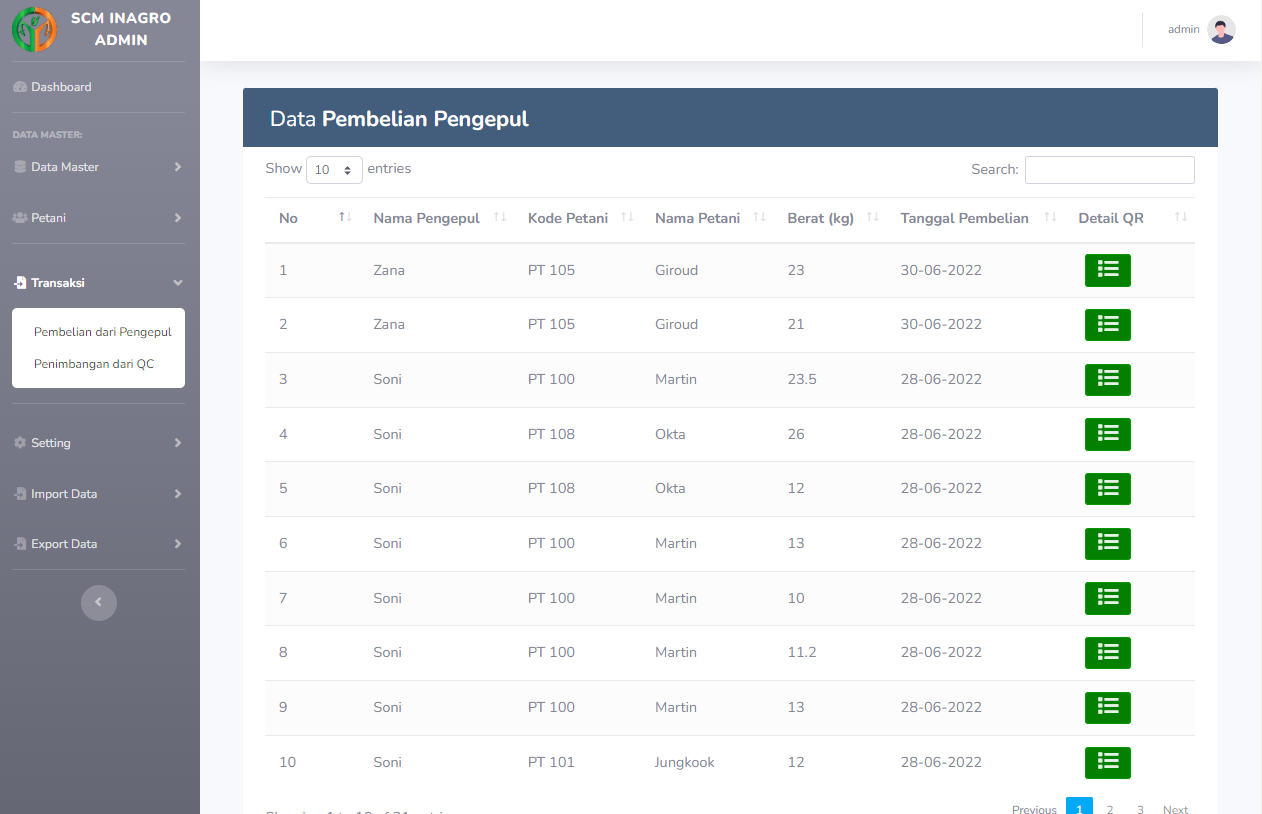 SCM INAGRO
ADMIN
admin
Dashboard
DATA MASTER:
Data Master
Petani
Transaksi
Pembelian dari Pengepul
Penimbangan dari QC
Setting
Import Data
Export Data
Data Pembelian Pengepul
Show 10 entries
Search:
No Nama Pengepul Kode Petani Nama Petani Berat (kg) Tanggal Pembelian Detail QR
1 Zana PT 105 Giroud 23 30-06-2022
2 Zana PT 105 Giroud 21 30-06-2022
3 Soni PT 100 Martin 23.5 28-06-2022
4 Soni PT 108 Okta 26 28-06-2022
5 Soni PT 108 Okta 12 28-06-2022
6 Soni PT 100 Martin 13 28-06-2022
7 Soni PT 100 Martin 10 28-06-2022
8 Soni PT 100 Martin 11.2 28-06-2022
9 Soni PT 100 Martin 13 28-06-2022
10 Soni PT 101 Jungkook 12 28-06-2022
Previous 1 2 3 Next